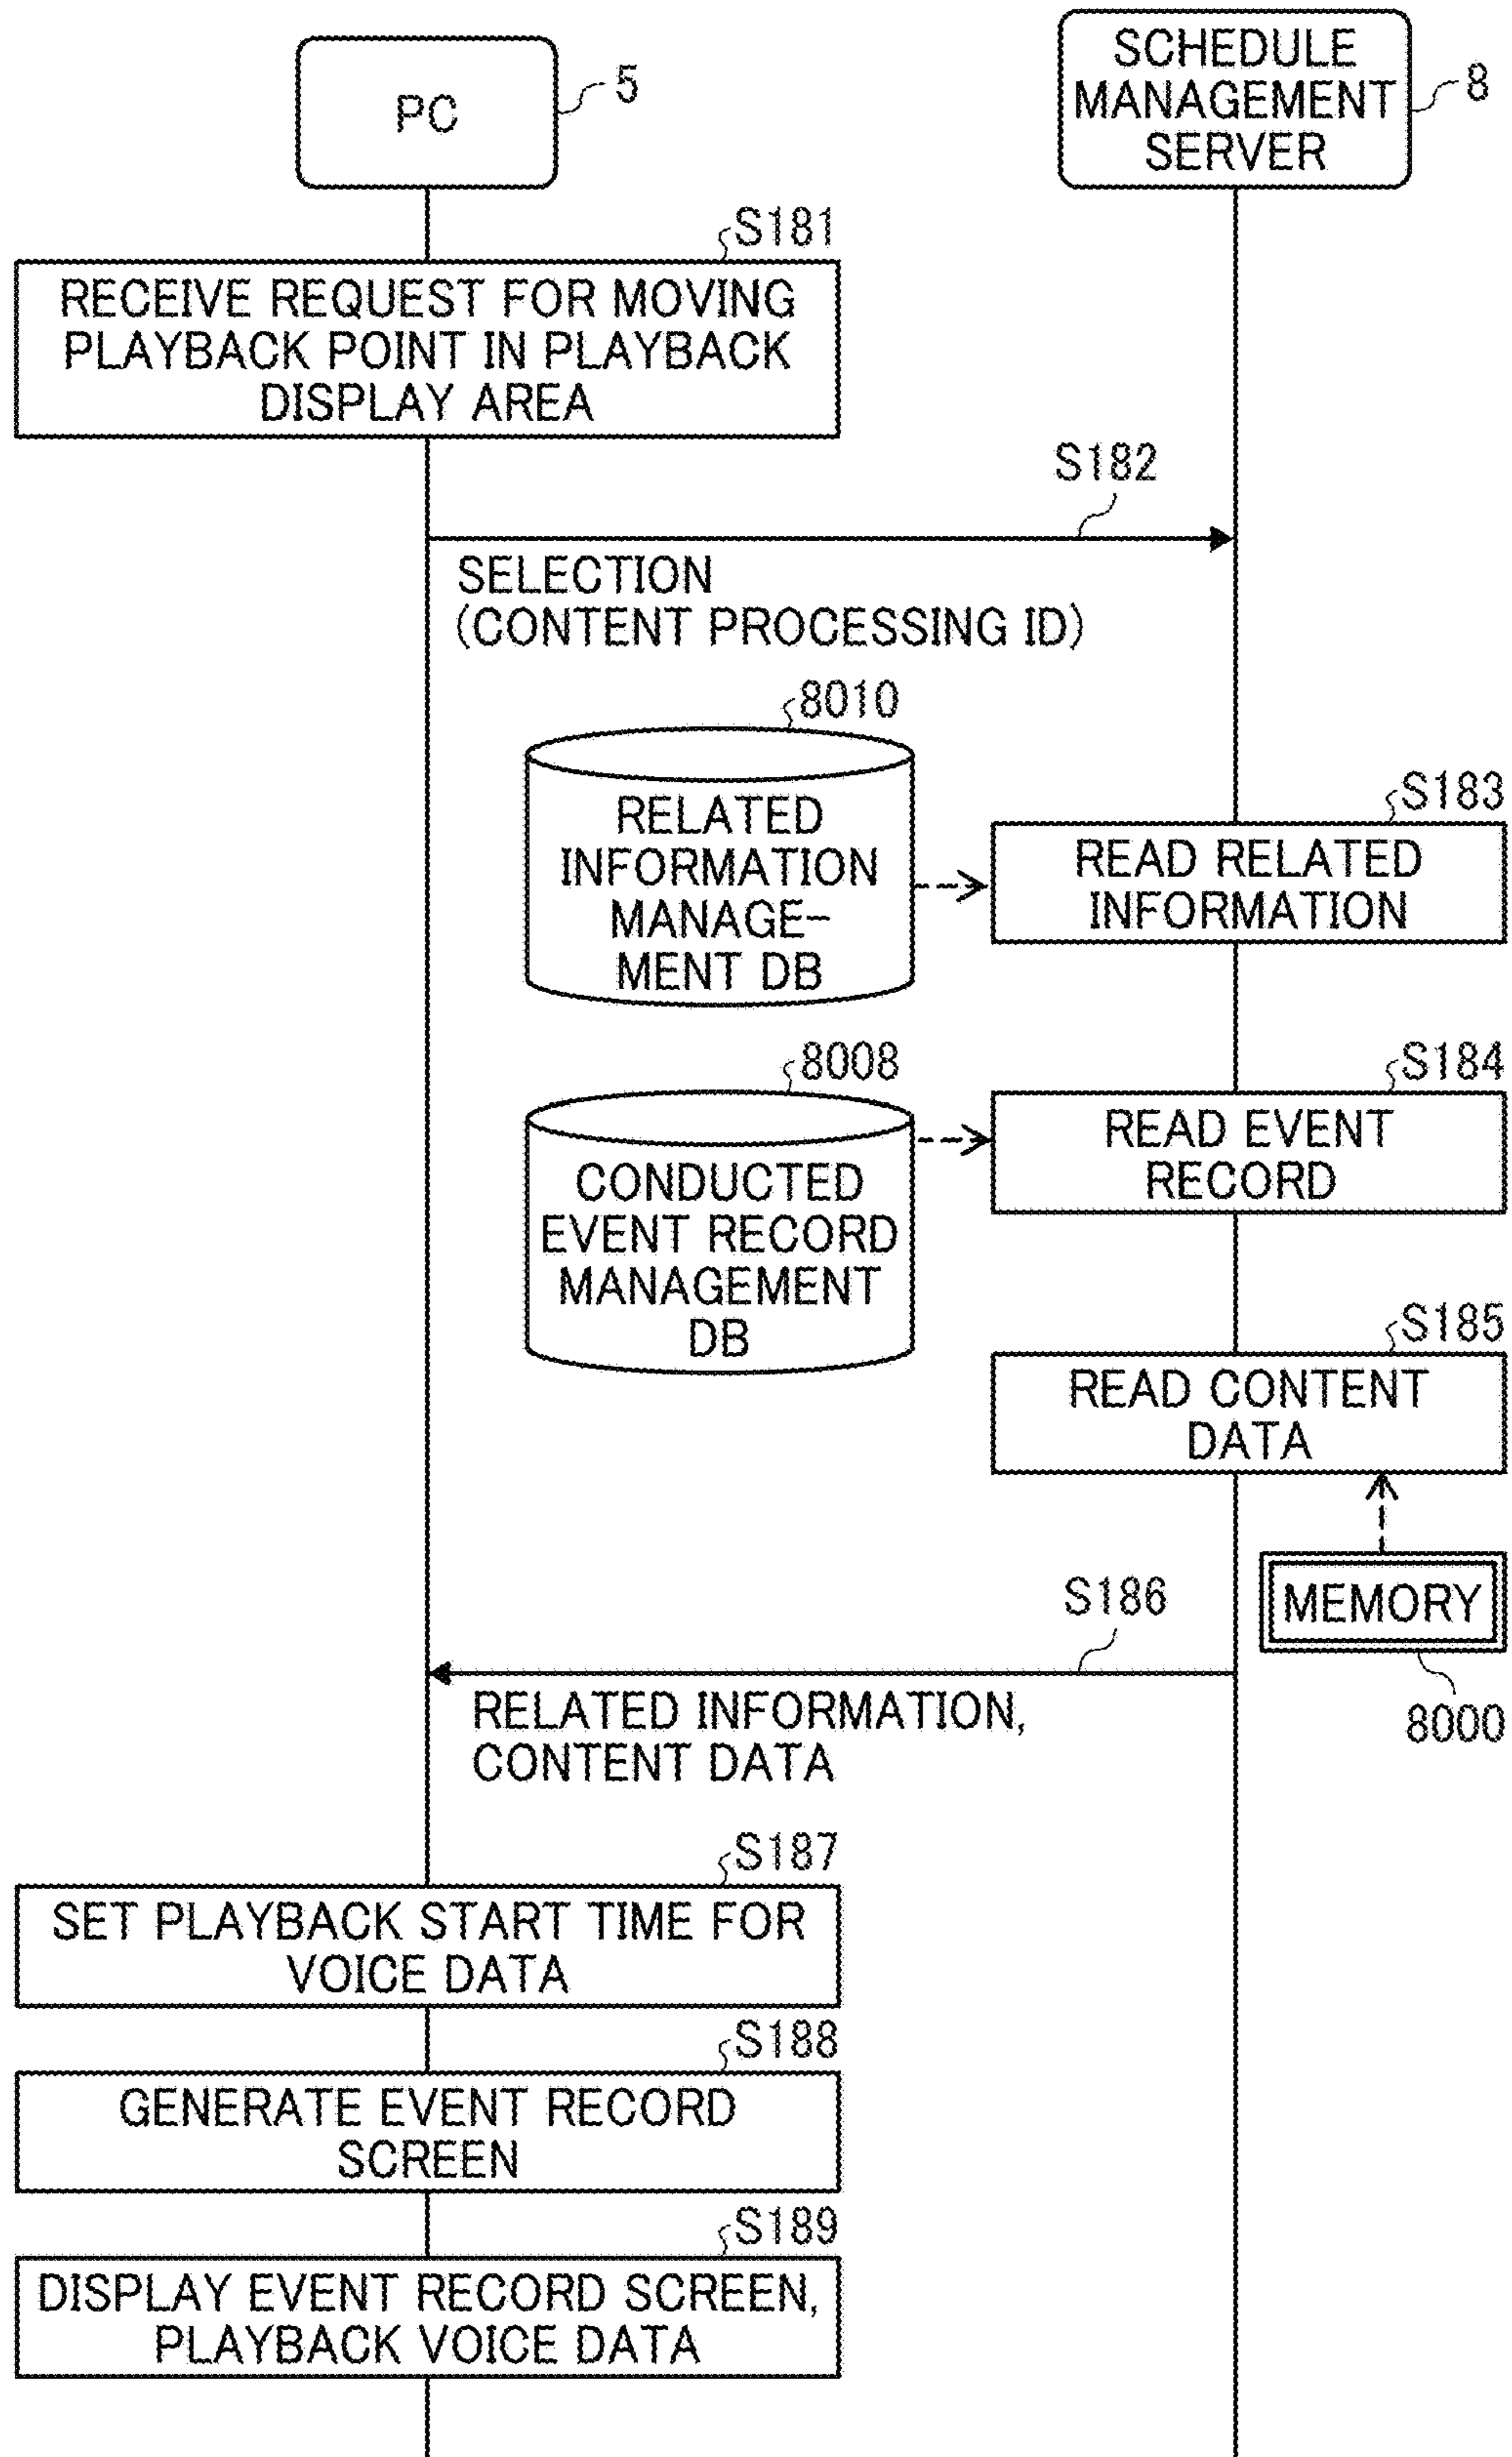 PC
5
SCHEDULE
MANAGEMENT
SERVER
8
S181
RECEIVE REQUEST FOR MOVING
PLAYBACK POINT IN PLAYBACK
DISPLAY AREA
S182
SELECTION
(CONTENT PROCESSING ID)
8010
RELATED
INFORMATION
MANAGE-
MENT DB
S183
READ RELATED
INFORMATION
8008
CONDUCTED
EVENT RECORD
MANAGEMENT
DB
S184
READ EVENT
RECORD
S185
READ CONTENT
DATA
MEMORY
8000
S186
RELATED INFORMATION,
CONTENT DATA
S187
SET PLAYBACK START TIME FOR
VOICE DATA
S188
GENERATE EVENT RECORD
SCREEN
S189
DISPLAY EVENT RECORD SCREEN,
PLAYBACK VOICE DATA